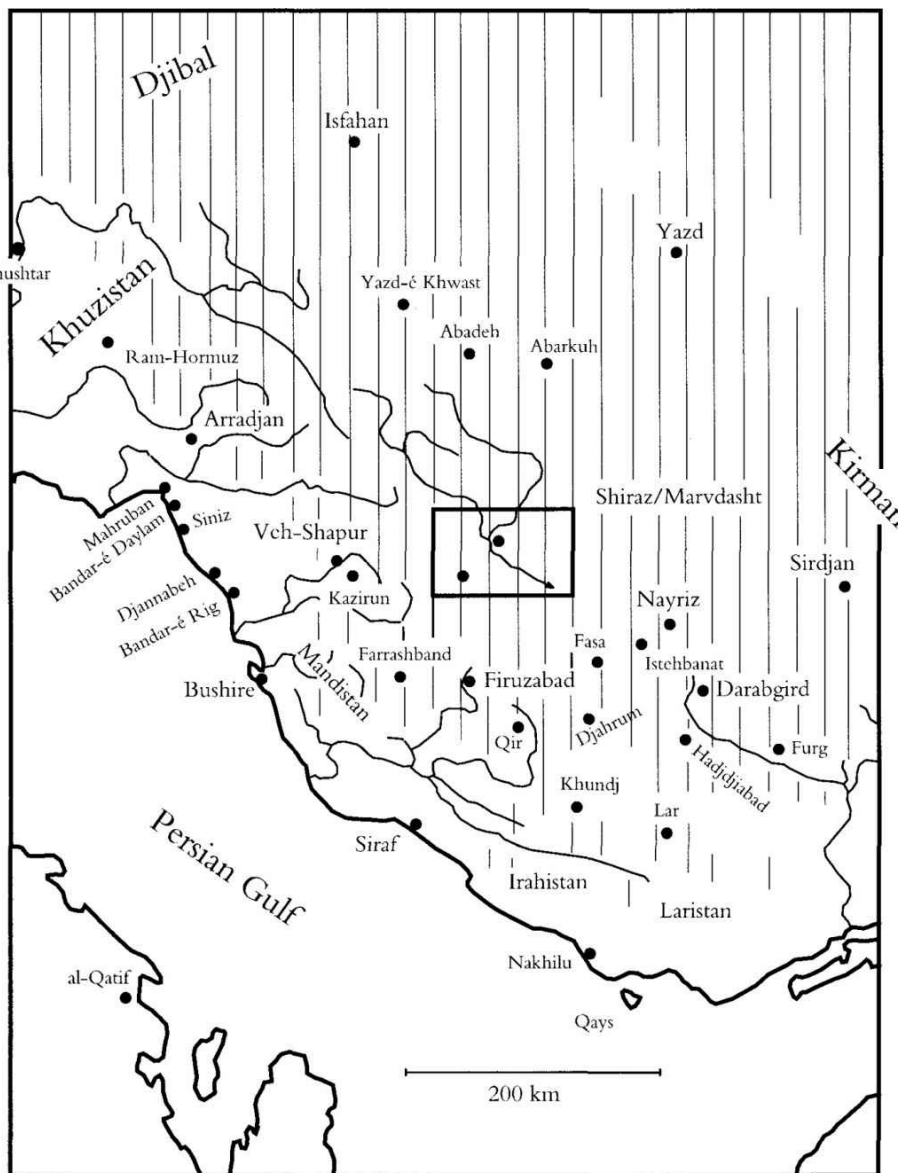 Djibal
Isfahan
Yazd
hushtar
Khuzistan
Yazd-é Khwast
Abadeh
Abarkuh
Ram-Hormuz
Arradjan
Kirman
Shiraz/Marvdasht
Mahruban
Bandar-é Daylam
Siniz
Veh-Shapur
Sirdjan
Djannabeh
Kazirun
Bandar-é Rig
Nayriz
Fasa
Istehbanat
Mandistan
Farrashband
Firuzabad
Darabgird
Bushire
Djahrum
Qir
Hadjdjiabad
Furg
Khundj
Lar
Siraf
Persian Gulf
Irahistan
Laristan
Nakhilu
al-Qatif
Qays
200 km